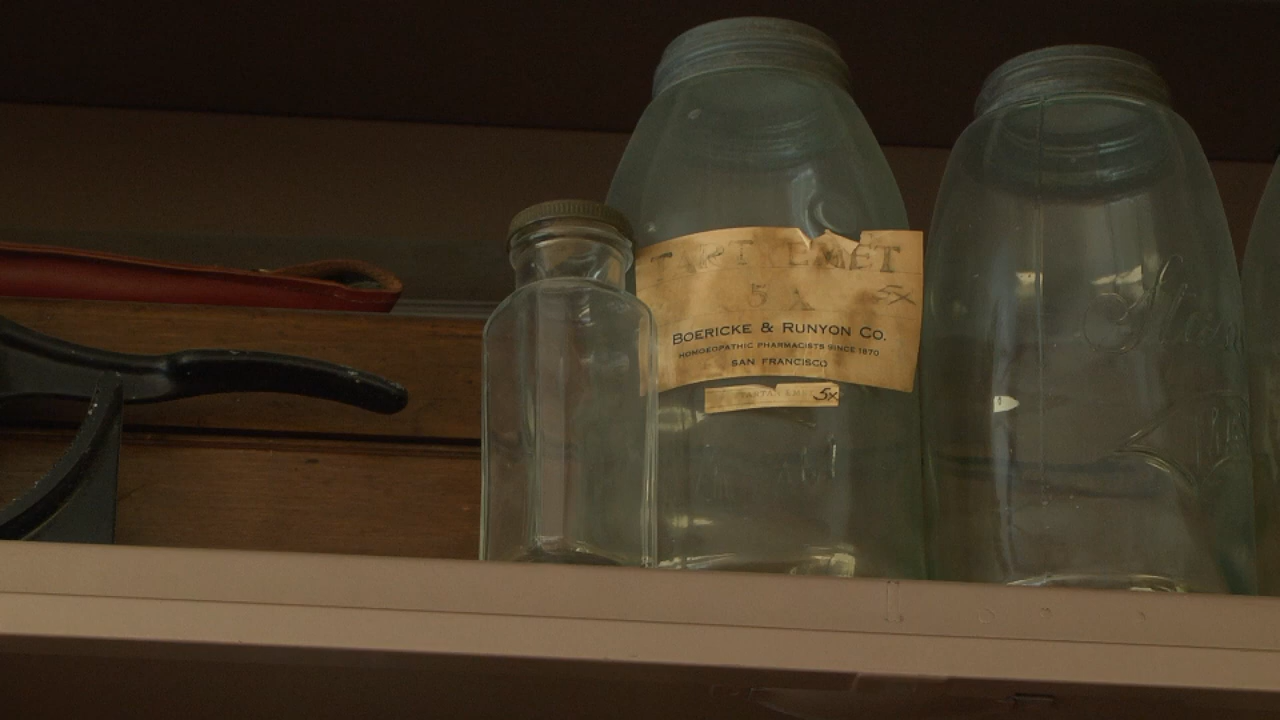 TART EMET
5 X 5X
BOERICKE & RUNYON CO.
HOMOEOPATHIC PHARMACISTS SINCE 1870
SAN FRANCISCO
5X